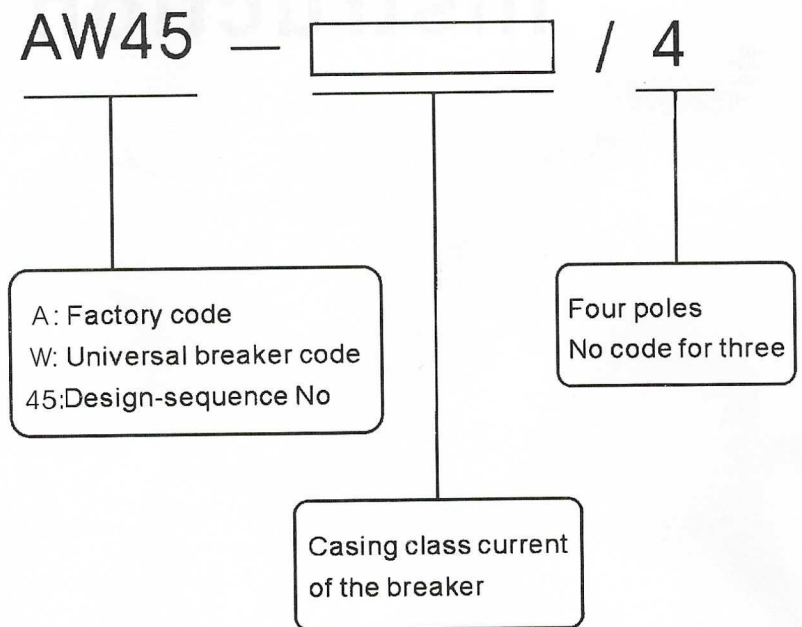 AW45 — / 4
A: Factory code
W: Universal breaker code
45:Design-sequence No
Four poles
No code for three
Casing class current
of the breaker